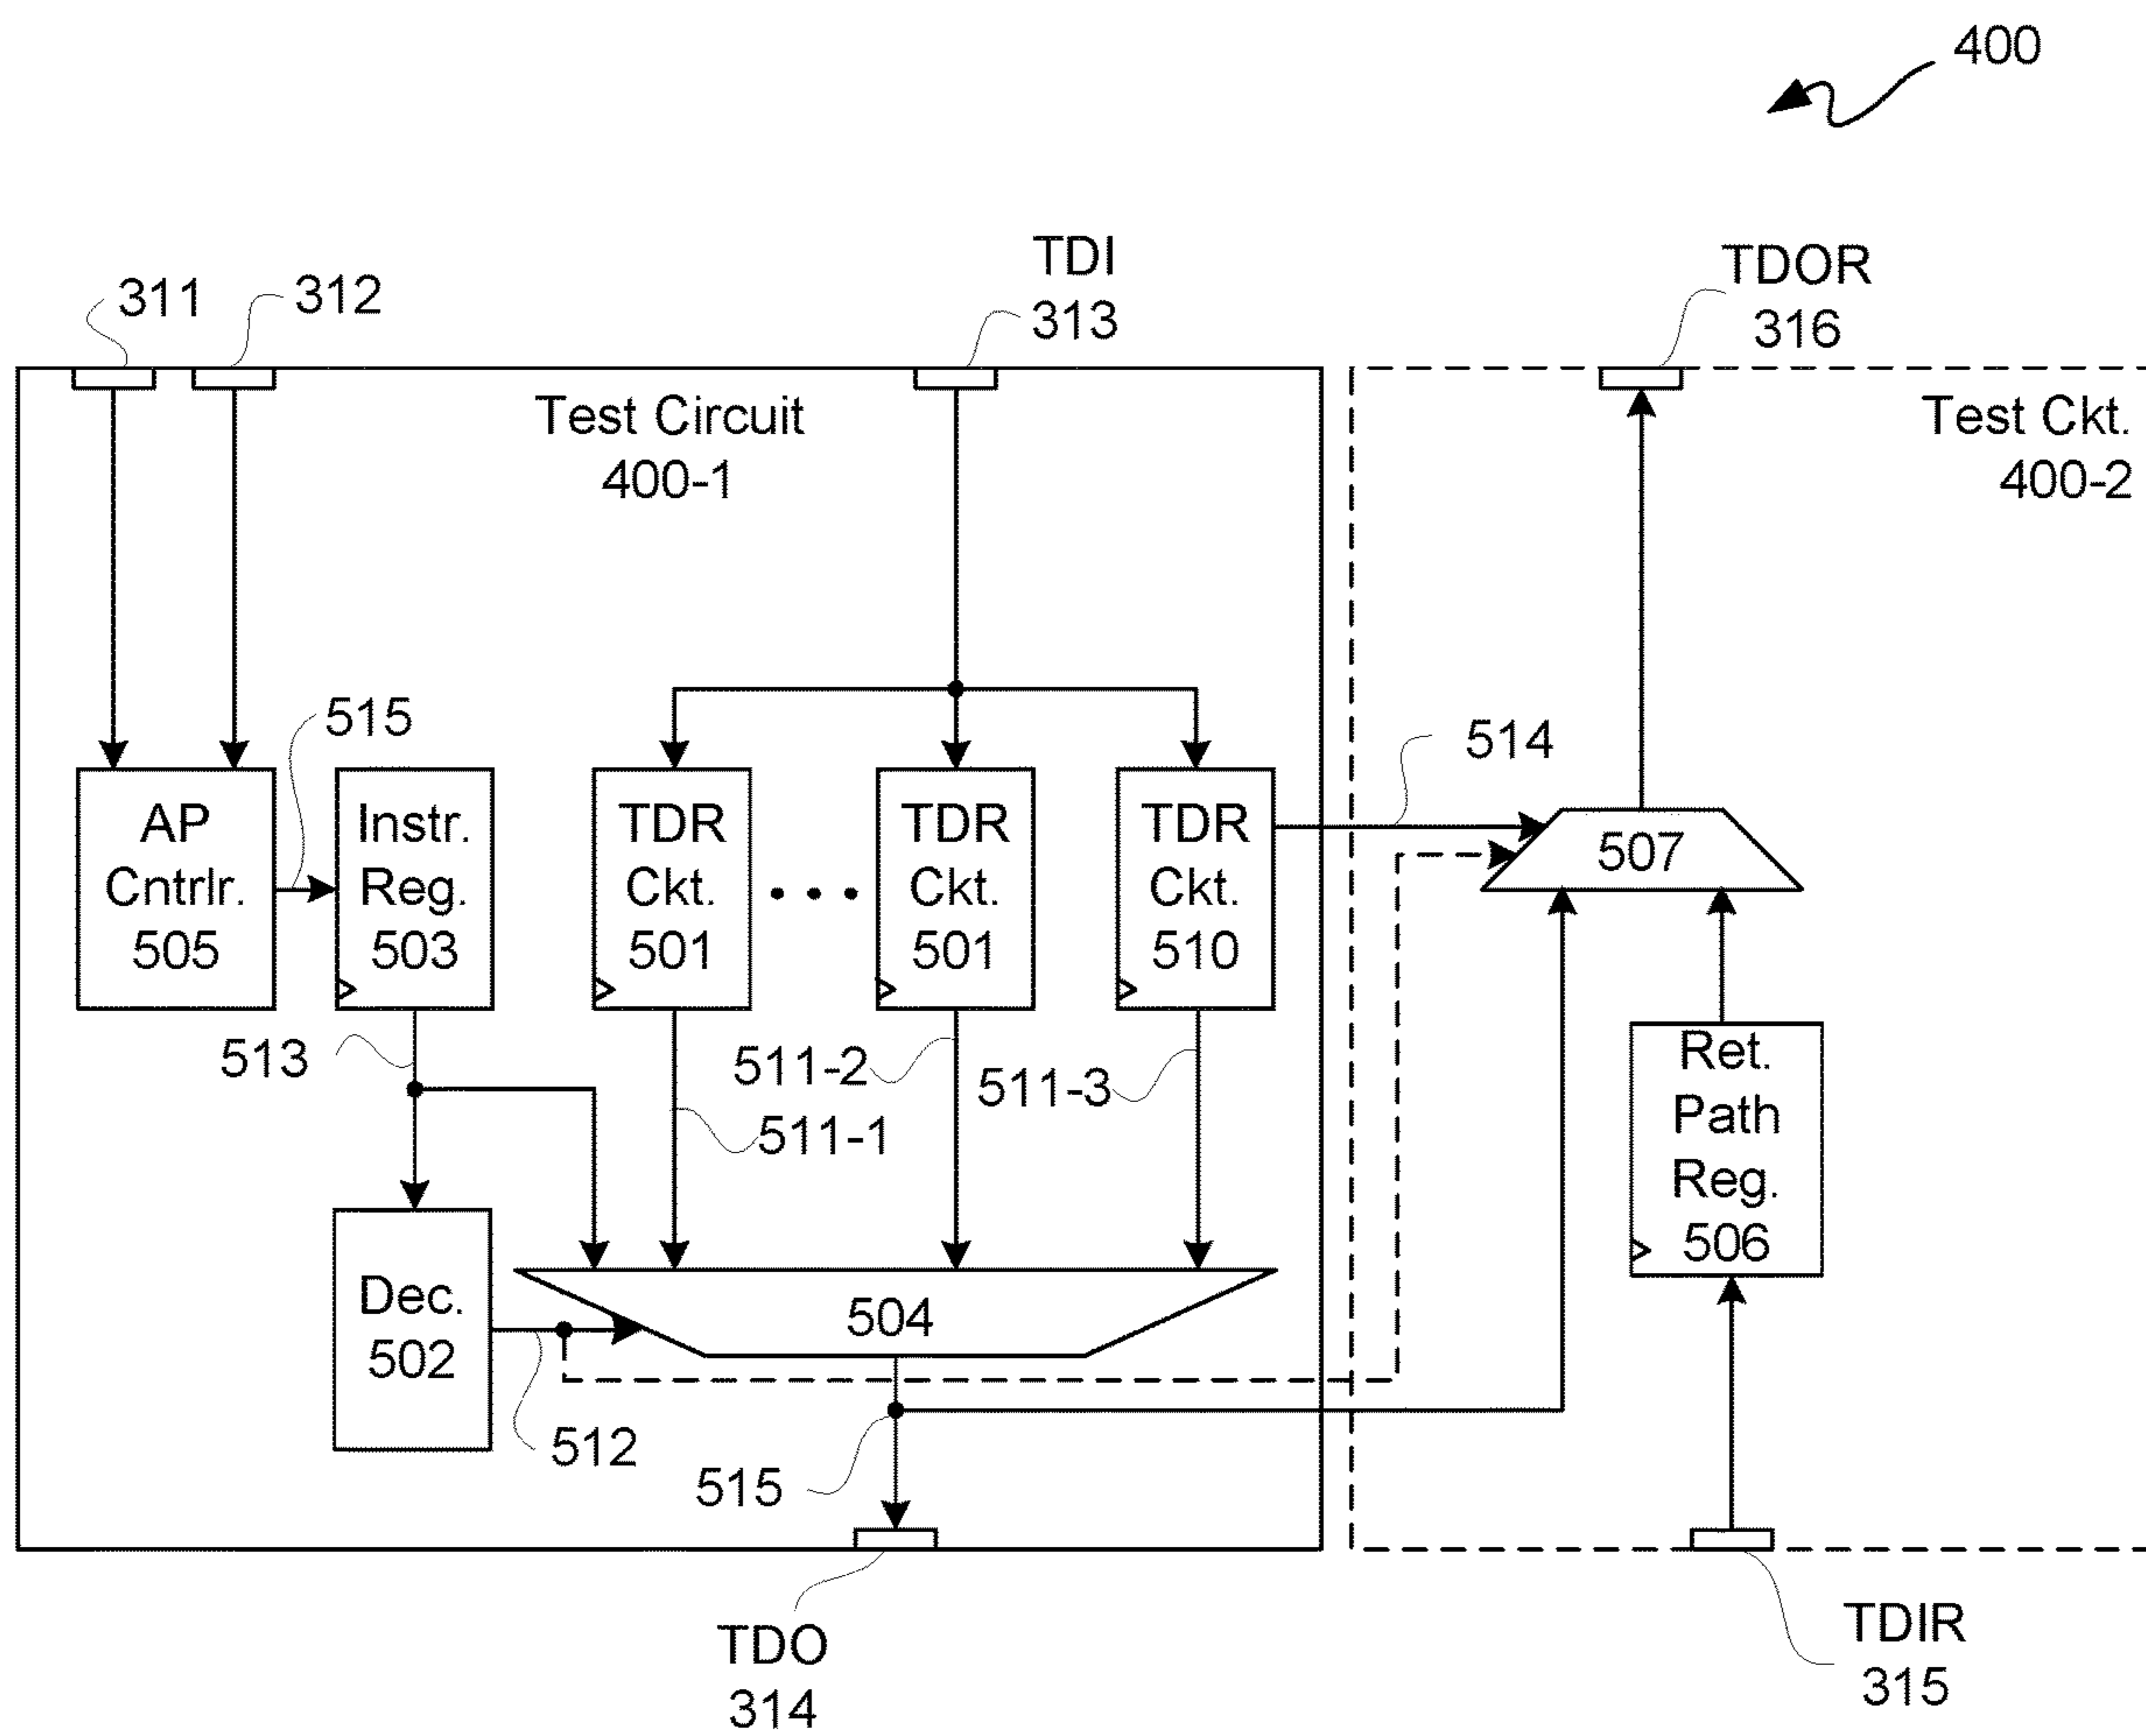 400
TDI
313
TDOR
316
311
312
Test Circuit
400-1
Test Ckt.
400-2
515
514
AP
Cntrlr.
505
Instr.
Reg.
503
TDR
Ckt.
501
TDR
Ckt.
501
TDR
Ckt.
510
507
513
511-2
511-3
511-1
Ret.
Path
Reg.
506
Dec.
502
504
512
515
TDO
314
TDIR
315